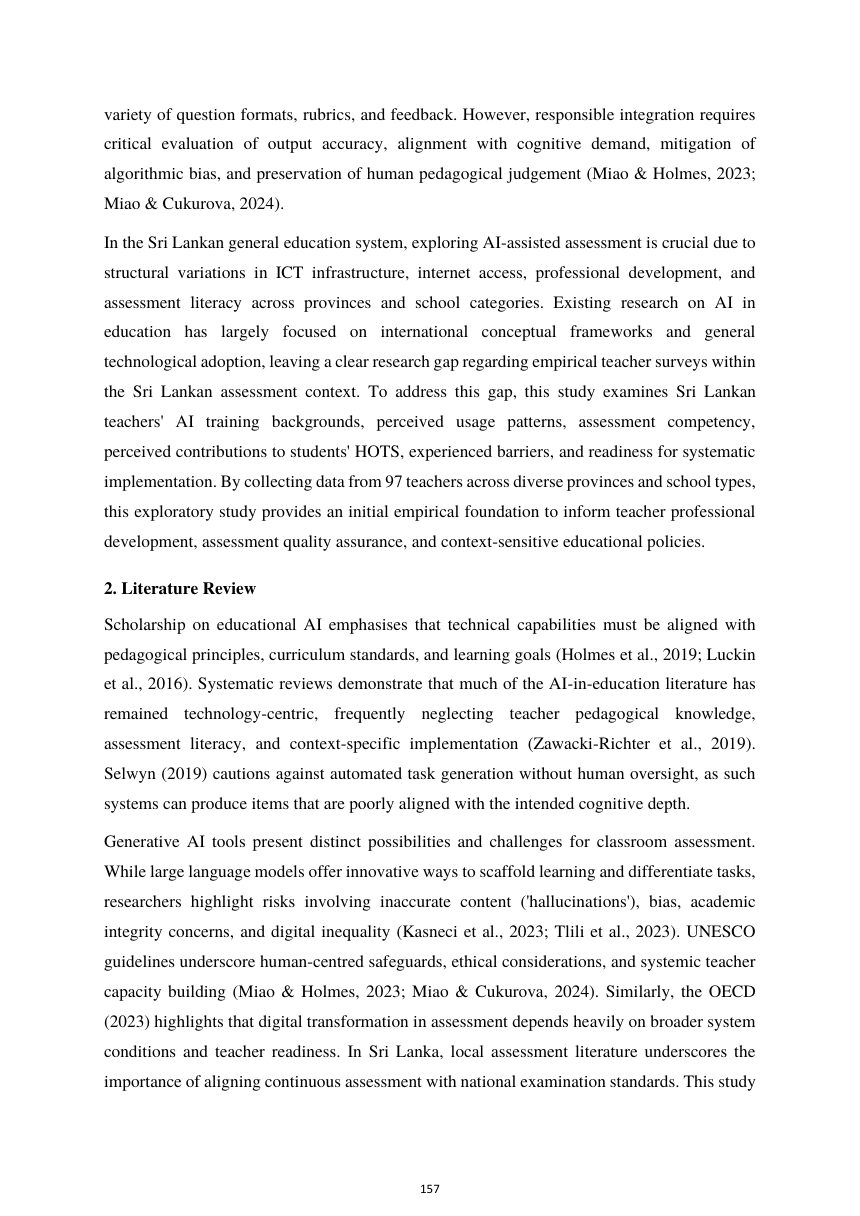 variety of question formats, rubrics, and feedback. However, responsible integration requires
critical evaluation of output accuracy, alignment with cognitive demand, mitigation of
algorithmic bias, and preservation of human pedagogical judgement (Miao & Holmes, 2023;
Miao & Cukurova, 2024).
In the Sri Lankan general education system, exploring AI-assisted assessment is crucial due to
structural variations in ICT infrastructure, internet access, professional development, and
assessment literacy across provinces and school categories. Existing research on AI in
education has largely focused on international conceptual frameworks and general
technological adoption, leaving a clear research gap regarding empirical teacher surveys within
the Sri Lankan assessment context. To address this gap, this study examines Sri Lankan
teachers' AI training backgrounds, perceived usage patterns, assessment competency,
perceived contributions to students' HOTS, experienced barriers, and readiness for systematic
implementation. By collecting data from 97 teachers across diverse provinces and school types,
this exploratory study provides an initial empirical foundation to inform teacher professional
development, assessment quality assurance, and context-sensitive educational policies.
2. Literature Review
Scholarship on educational AI emphasises that technical capabilities must be aligned with
pedagogical principles, curriculum standards, and learning goals (Holmes et al., 2019; Luckin
et al., 2016). Systematic reviews demonstrate that much of the AI-in-education literature has
remained technology-centric, frequently neglecting teacher pedagogical knowledge,
assessment literacy, and context-specific implementation (Zawacki-Richter et al., 2019).
Selwyn (2019) cautions against automated task generation without human oversight, as such
systems can produce items that are poorly aligned with the intended cognitive depth.
Generative AI tools present distinct possibilities and challenges for classroom assessment.
While large language models offer innovative ways to scaffold learning and differentiate tasks,
researchers highlight risks involving inaccurate content ('hallucinations'), bias, academic
integrity concerns, and digital inequality (Kasneci et al., 2023; Tlili et al., 2023). UNESCO
guidelines underscore human-centred safeguards, ethical considerations, and systemic teacher
capacity building (Miao & Holmes, 2023; Miao & Cukurova, 2024). Similarly, the OECD
(2023) highlights that digital transformation in assessment depends heavily on broader system
conditions and teacher readiness. In Sri Lanka, local assessment literature underscores the
importance of aligning continuous assessment with national examination standards. This study
157